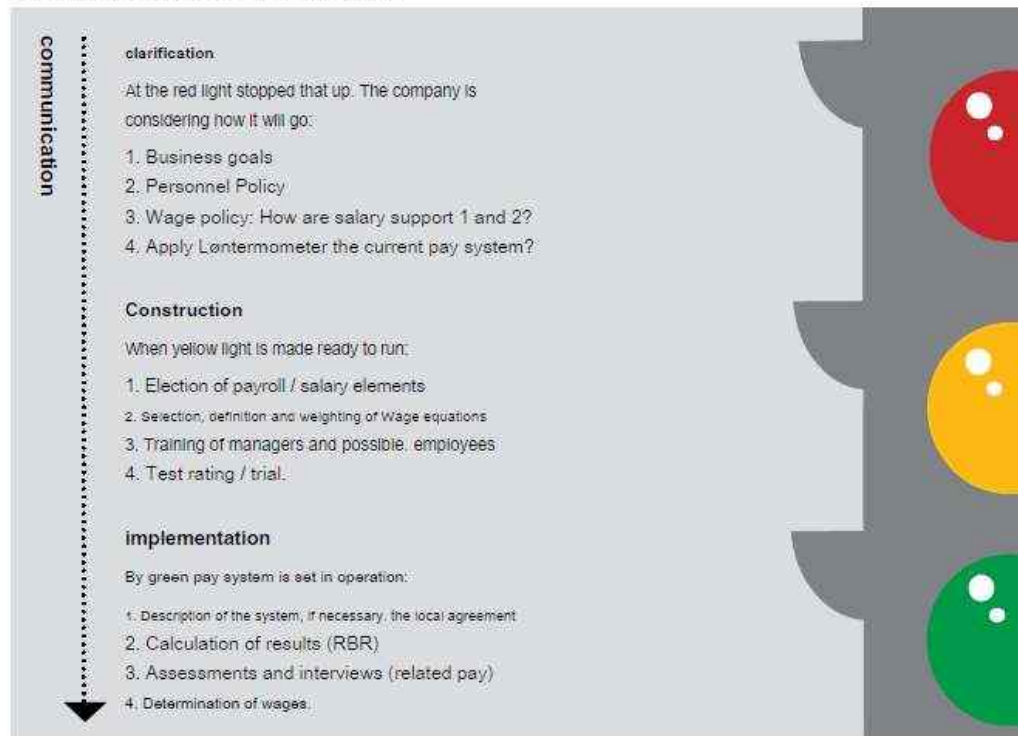 communication
clarification
At the red light stopped that up. The company is
considering how it will go:
1. Business goals
2. Personnel Policy
3. Wage policy: How are salary support 1 and 2?
4. Apply Løntermometer the current pay system?
Construction
When yellow light is made ready to run:
1. Election of payroll / salary elements
2. Selection, definition and weighting of Wage equations
3. Training of managers and possible. employees
4. Test rating / trial.
implementation
By green pay system is set in operation:
1. Description of the system, if necessary. the local agreement
2. Calculation of results (RBR)
3. Assessments and interviews (related pay)
4. Determination of wages.